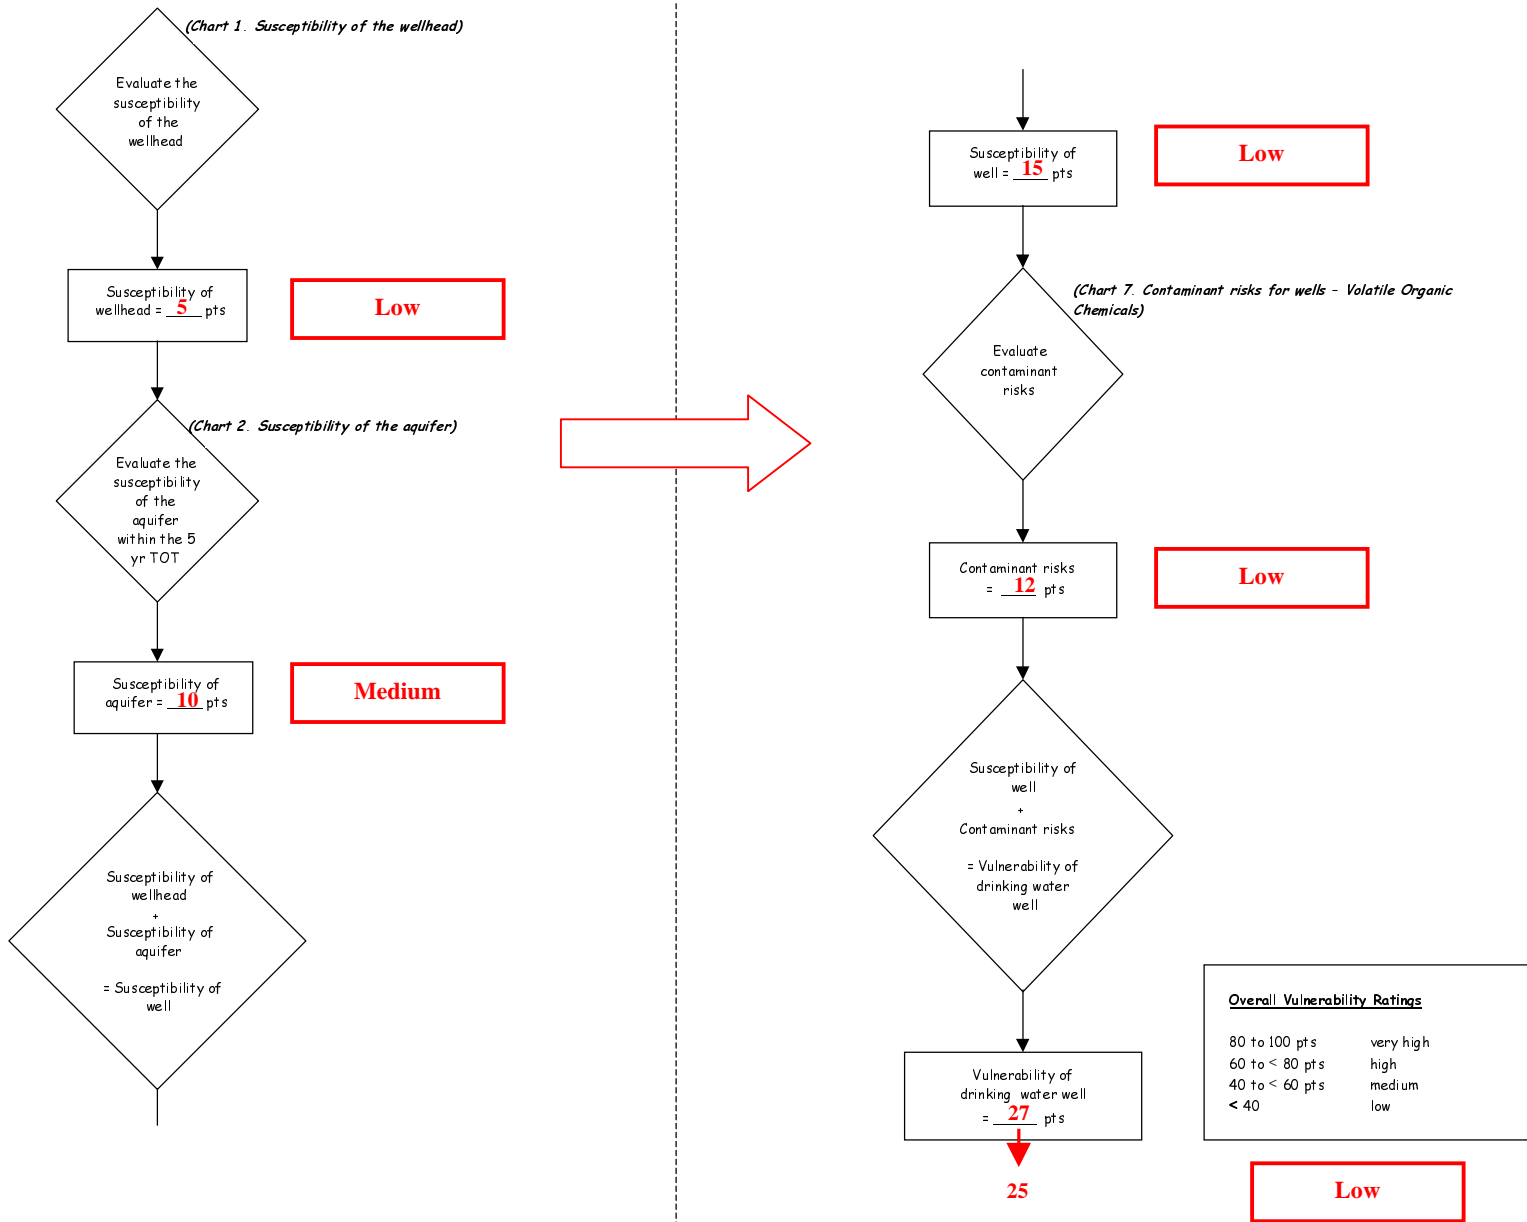 (Chart 1. Susceptibility of the wellhead)
Evaluate the
susceptibility
of the
wellhead
Susceptibility of
wellhead = 5 pts
Low
(Chart 2. Susceptibility of the aquifer)
Evaluate the
susceptibility
of the
aquifer
within the 5
yr TOT
Susceptibility of
aquifer = 10 pts
Medium
Susceptibility of
wellhead
+
Susceptibility of
aquifer
= Susceptibility of
well
Susceptibility of
well = 15 pts
Low
(Chart 7. Contaminant risks for wells – Volatile Organic
Chemicals)
Evaluate
contaminant
risks
Contaminant risks
= 12 pts
Low
Susceptibility of
well
+
Contaminant risks
= Vulnerability of
drinking water
well
Vulnerability of
drinking water well
= 27 pts
25
Overall Vulnerability Ratings
80 to 100 pts very high
60 to < 80 pts high
40 to < 60 pts medium
< 40 low
Low